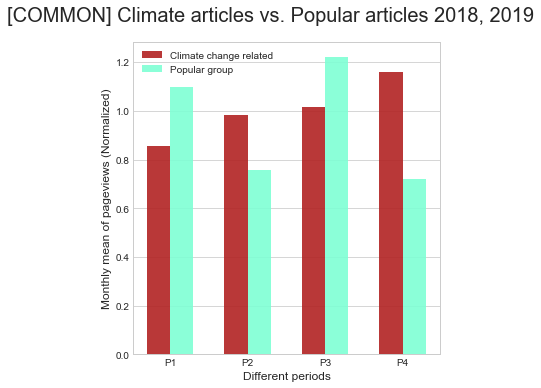 [COMMON] Climate articles vs. Popular articles 2018, 2019
Climate change related
Popular group
Monthly mean of pageviews (Normalized)
1.2
1.0
0.8
0.6
0.4
0.2
0.0
P1 P2 P3 P4
Different periods